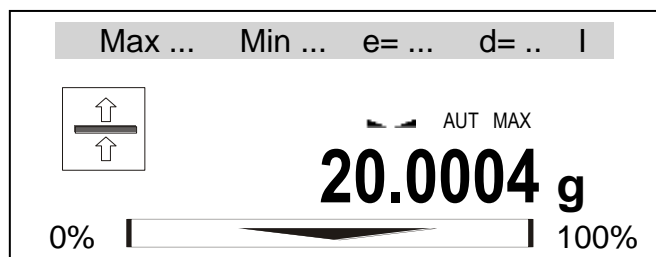 Max ... Min ... e= ... d= .. I
AUT MAX
20.0004 g
0% 100%